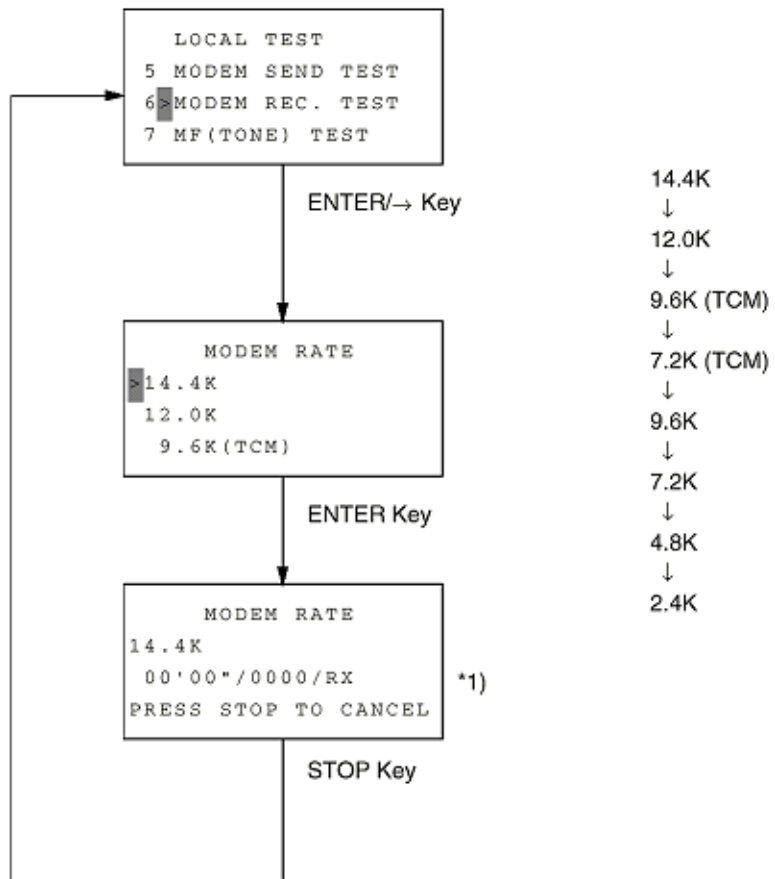 LOCAL TEST
5 MODEM SEND TEST
6>MODEM REC. TEST
7 MF(TONE) TEST
ENTER/→ Key
MODEM RATE
>14.4K
12.0K
9.6K(TCM)
ENTER Key
MODEM RATE
14.4K
00'00"/0000/RX
PRESS STOP TO CANCEL
*1)
STOP Key
14.4K
↓
12.0K
↓
9.6K (TCM)
↓
7.2K (TCM)
↓
9.6K
↓
7.2K
↓
4.8K
↓
2.4K